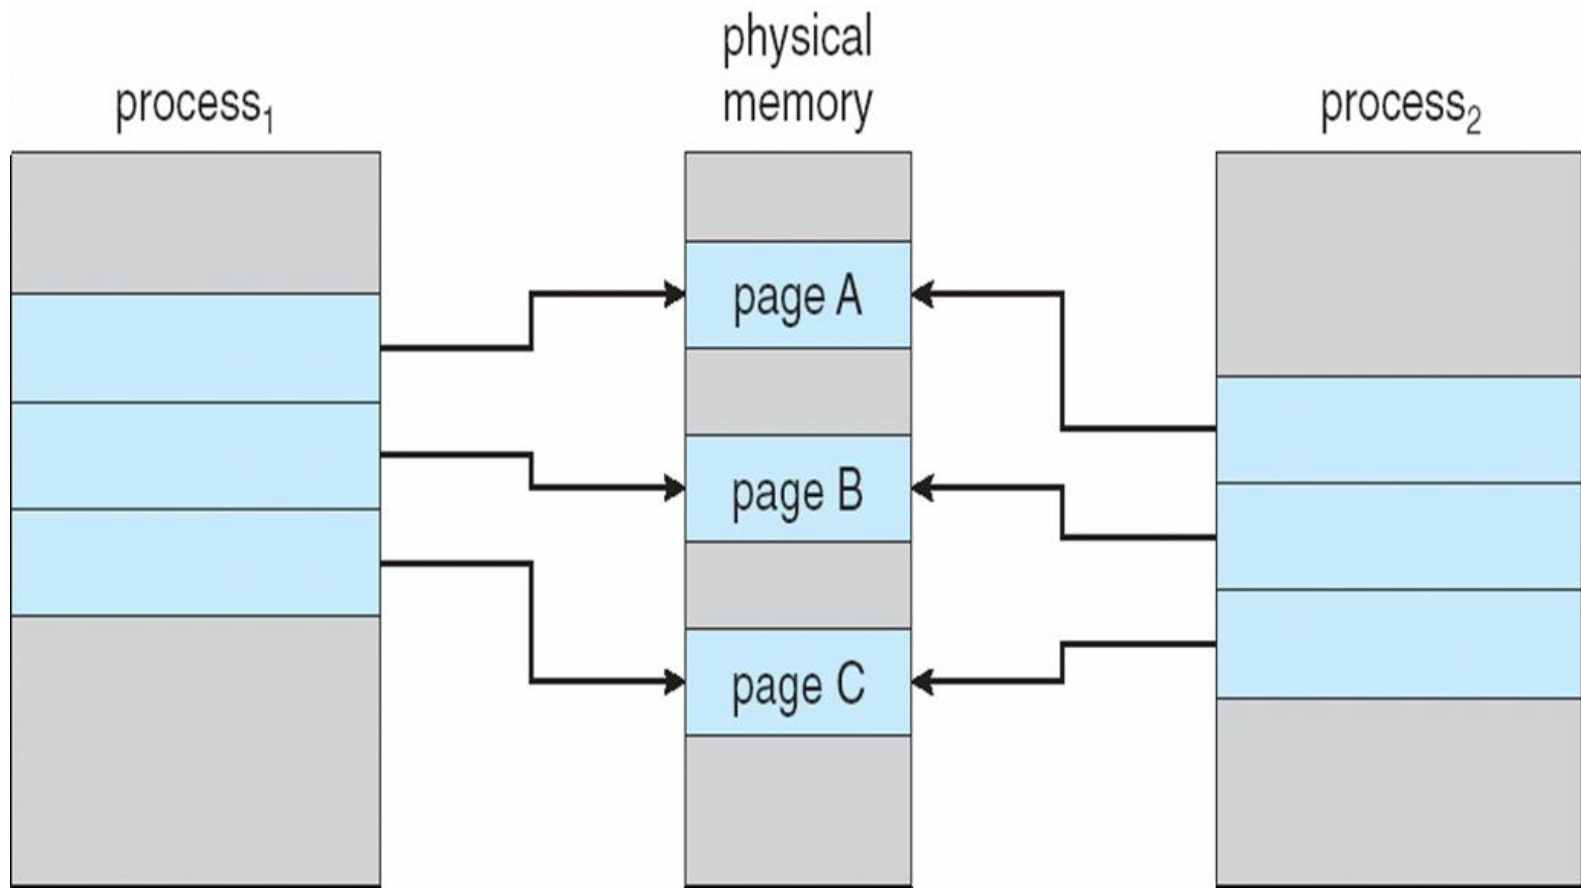 physical
memory
process₁
process₂
page A
page B
page C